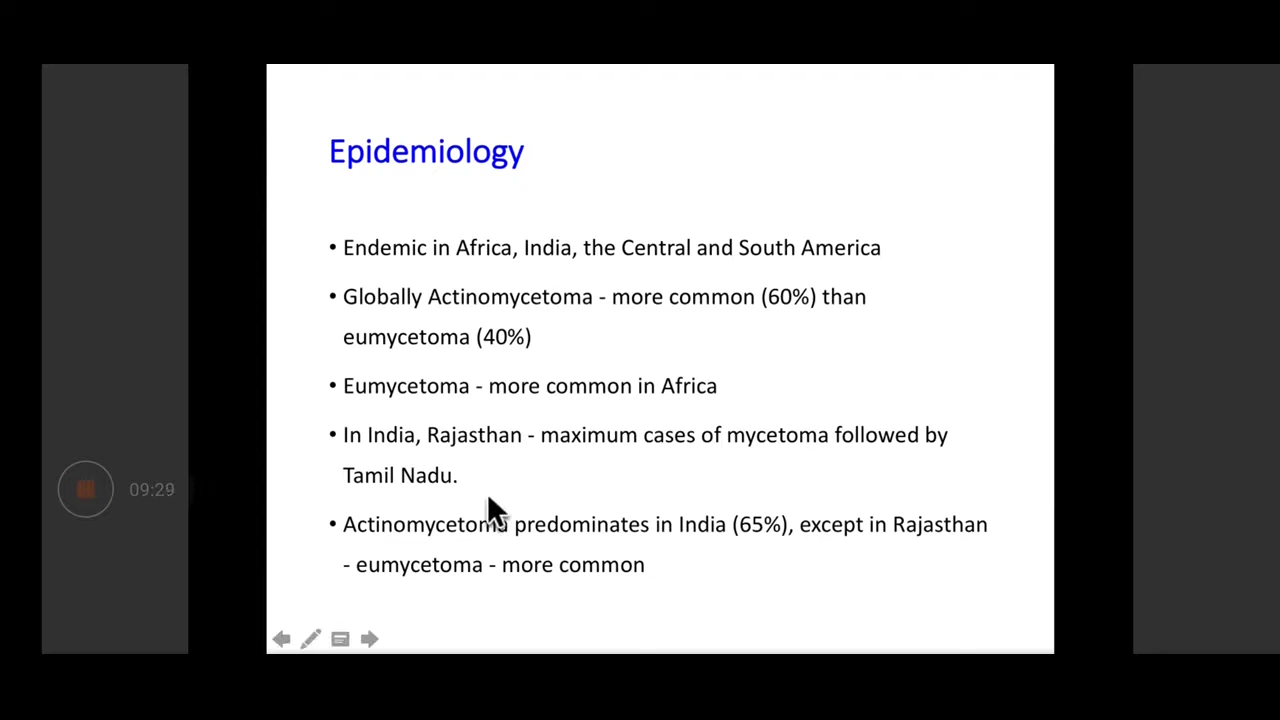 Epidemiology
• Endemic in Africa, India, the Central and South America
• Globally Actinomycetoma - more common (60%) than
eumycetoma (40%)
• Eumycetoma - more common in Africa
• In India, Rajasthan - maximum cases of mycetoma followed by
Tamil Nadu.
09:29
• Actinomycetoma predominates in India (65%), except in Rajasthan
- eumycetoma - more common